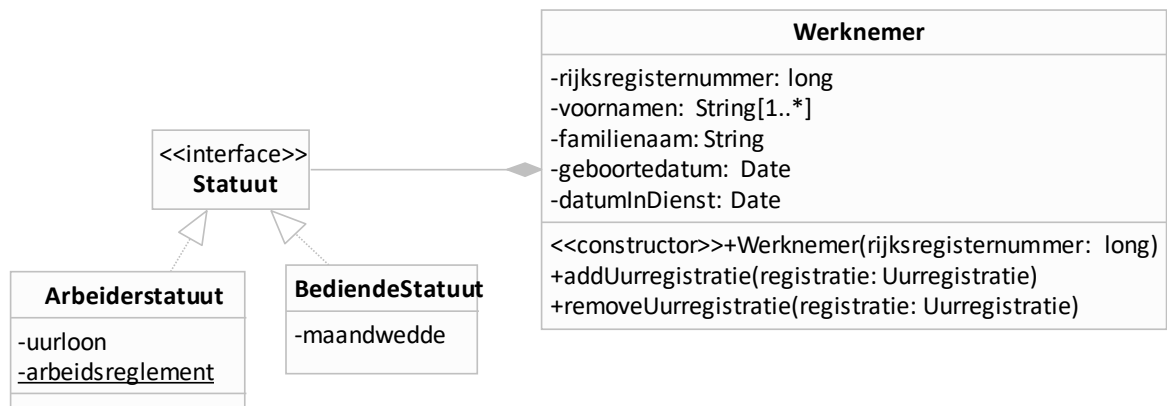 Werknemer
-rijksregisternummer: long
-voornamen: String[1..*]
-familienaam: String
-geboortedatum: Date
-datumInDienst: Date
<<constructor>>+Werknemer(rijksregisternummer: long)
+addUurregistratie(registratie: Uurregistratie)
+removeUurregistratie(registratie: Uurregistratie)
<<interface>>
Statuut
Arbeiderstatuut
-uurloon
-arbeidsreglement
BediendeStatuut
-maandwedde